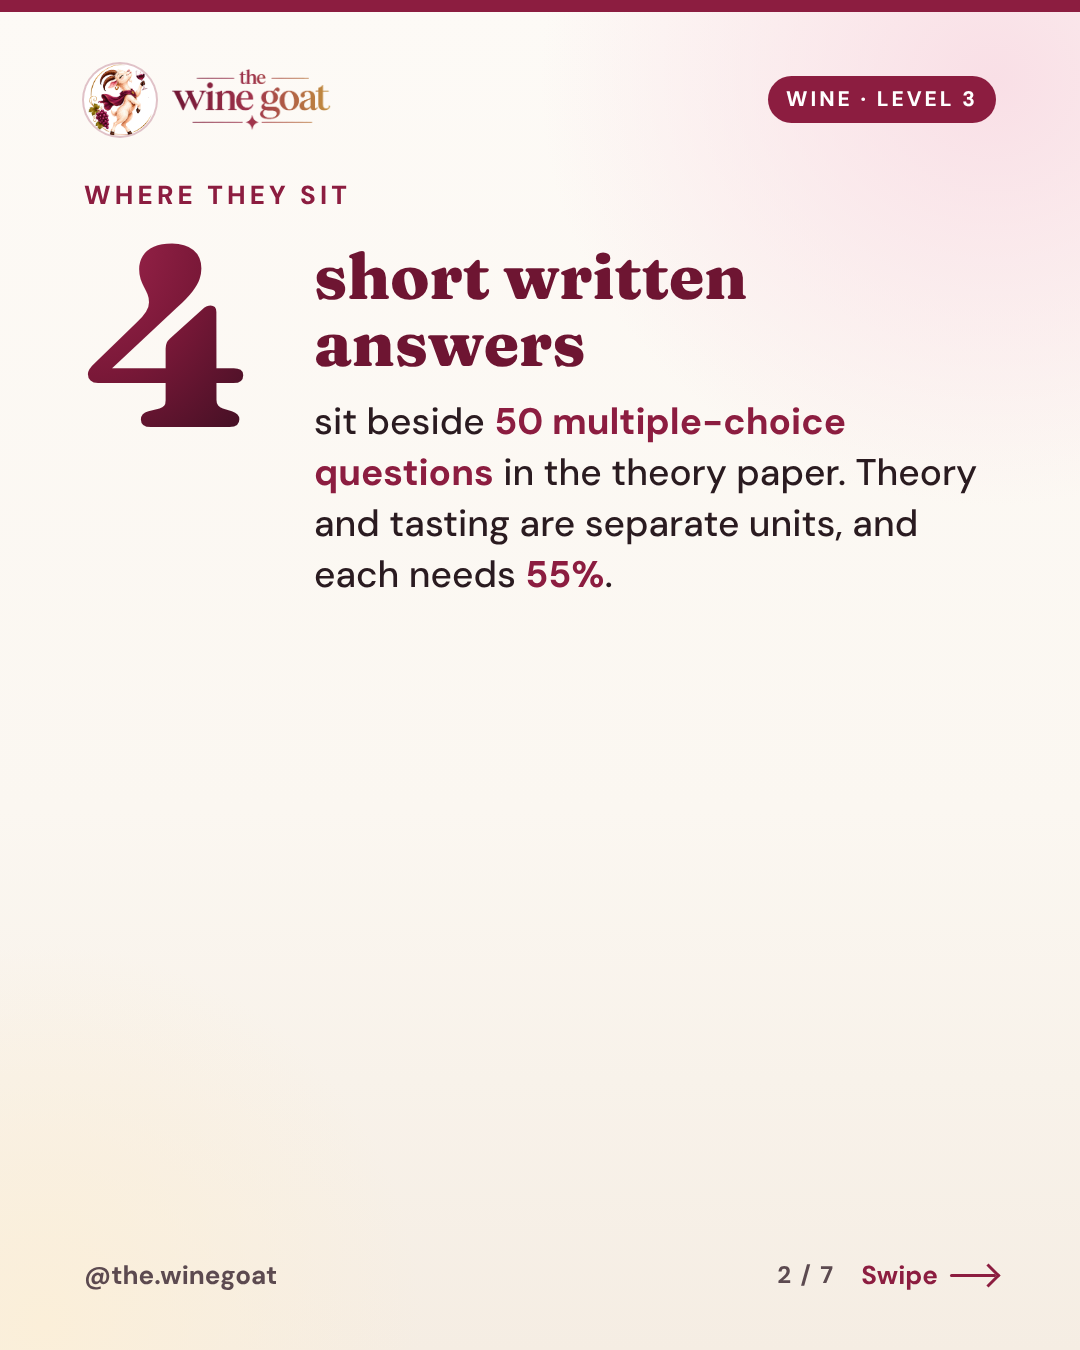 the
wine goat
WINE · LEVEL 3
WHERE THEY SIT
4
short written
answers
sit beside 50 multiple-choice
questions in the theory paper. Theory
and tasting are separate units, and
each needs 55%.
@the.winegoat
2 / 7 Swipe